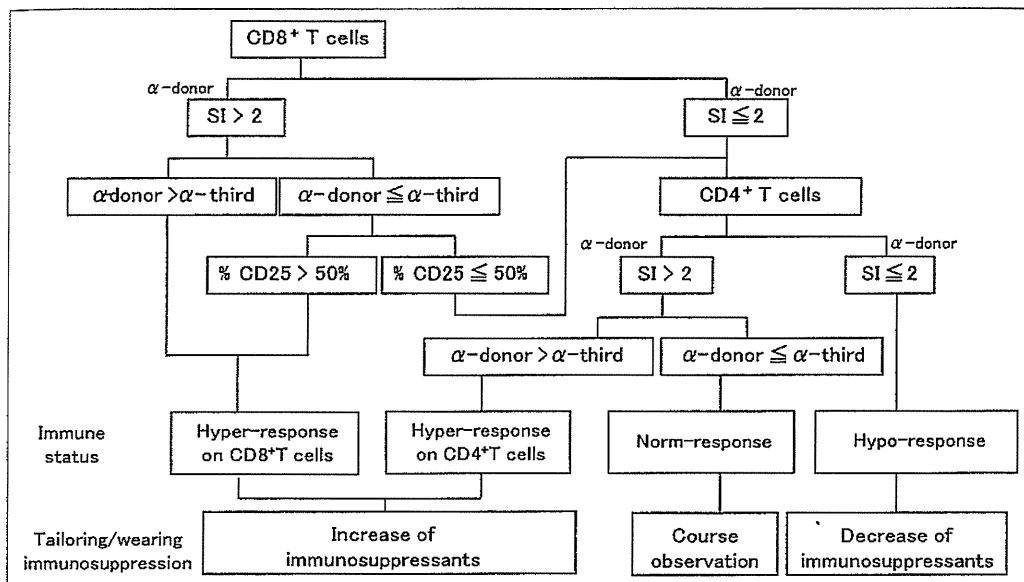 CD8⁺ T cells
α-donor
α-donor
SI > 2
SI ≦ 2
α-donor >α-third
α-donor ≦ α-third
CD4⁺ T cells
% CD25 > 50%
% CD25 ≦ 50%
α-donor
α-donor
SI > 2
SI ≦ 2
α-donor >α-third
α-donor ≦ α-third
Immune
status
Hyper-response
on CD8⁺T cells
Hyper-response
on CD4⁺T cells
Norm-response
Hypo-response
Tailoring/wearing
immunosuppression
Increase of
immunosuppressants
Course
observation
Decrease of
immunosuppressants